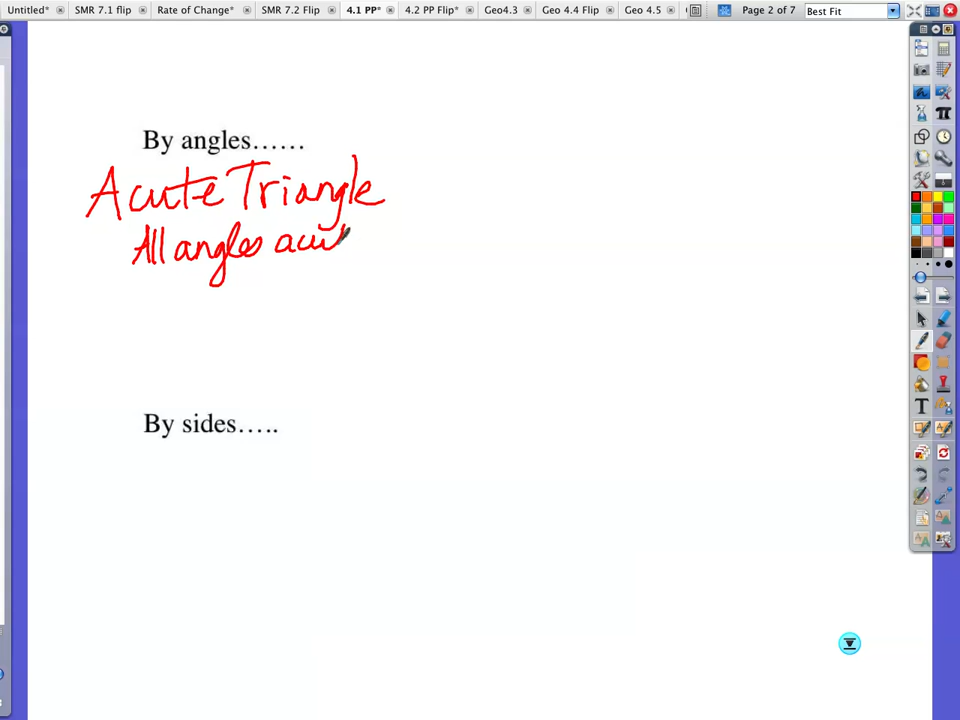 Untitled* SMR 7.1 flip Rate of Change* SMR 7.2 Flip 4.1 PP* 4.2 PP Flip* Geo4.3 Geo 4.4 Flip Geo 4.5 Page 2 of 7 Best Fit
By angles……
Acute Triangle
All angles acu
By sides…..